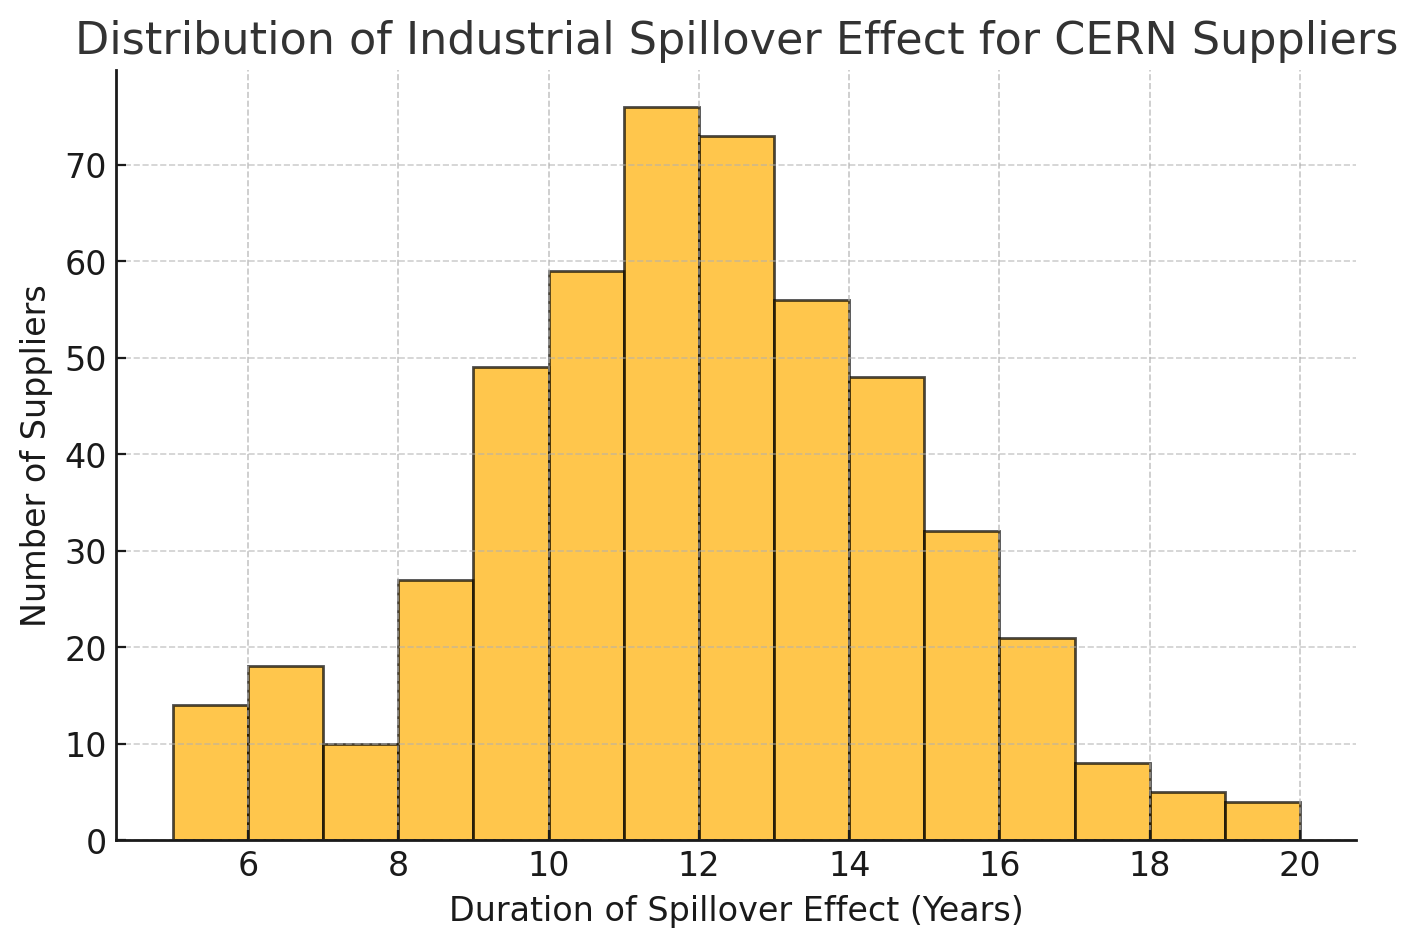 Distribution of Industrial Spillover Effect for CERN Suppliers
Number of Suppliers
70
60
50
40
30
20
10
0
6 8 10 12 14 16 18 20
Duration of Spillover Effect (Years)